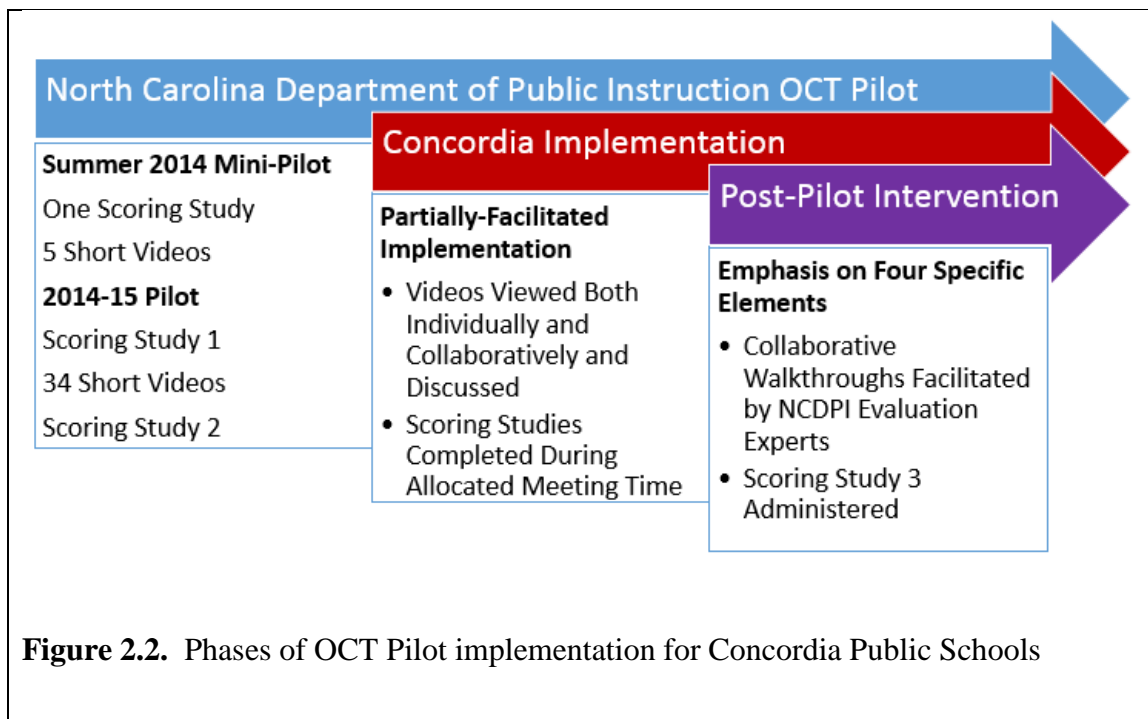 North Carolina Department of Public Instruction OCT Pilot
Summer 2014 Mini-Pilot
One Scoring Study
5 Short Videos
2014-15 Pilot
Scoring Study 1
34 Short Videos
Scoring Study 2
Concordia Implementation
Partially-Facilitated
Implementation
• Videos Viewed Both
Individually and
Collaboratively and
Discussed
• Scoring Studies
Completed During
Allocated Meeting Time
Post-Pilot Intervention
Emphasis on Four Specific
Elements
• Collaborative
Walkthroughs Facilitated
by NCDPI Evaluation
Experts
• Scoring Study 3
Administered
Figure 2.2. Phases of OCT Pilot implementation for Concordia Public Schools